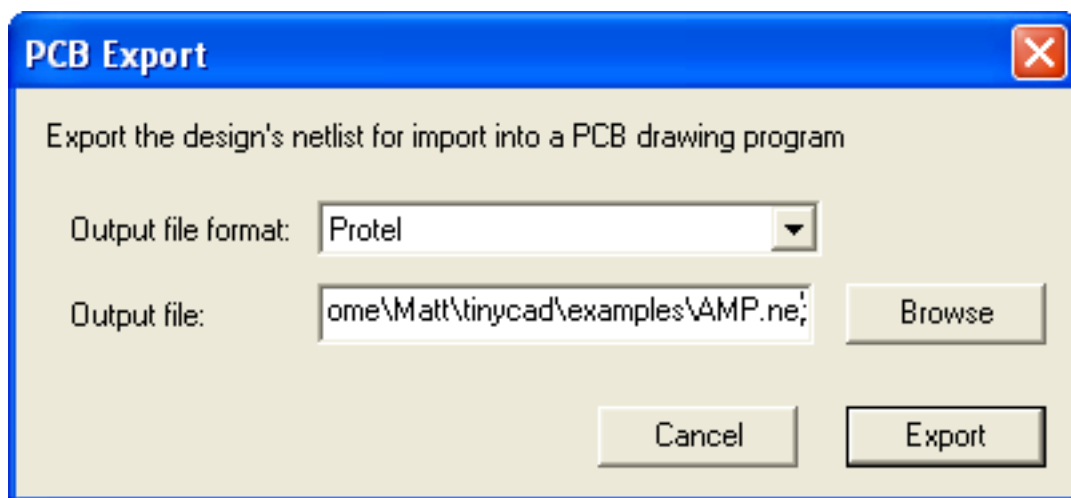 PCB Export
Export the design's netlist for import into a PCB drawing program
Output file format: Protel
Output file: ome\Matt\tinycad\examples\AMP.ne
Browse
Cancel Export